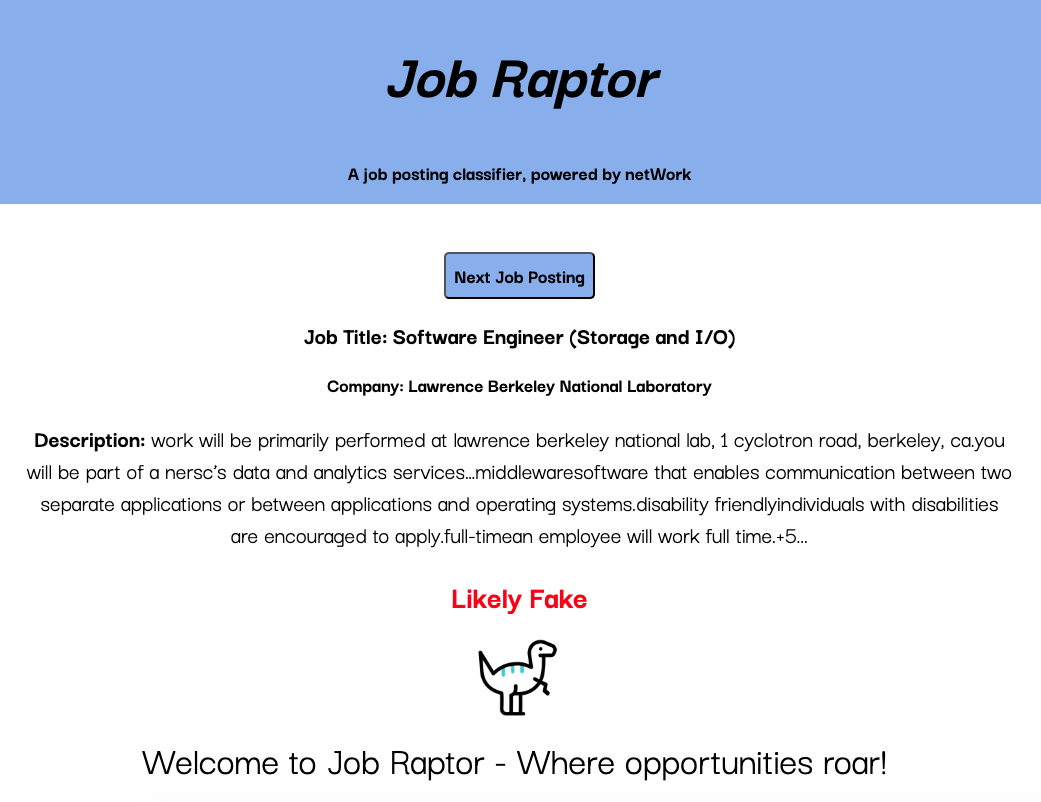 Job Raptor
A job posting classifier, powered by netWork
Next Job Posting
Job Title: Software Engineer (Storage and I/O)
Company: Lawrence Berkeley National Laboratory
Description: work will be primarily performed at lawrence berkeley national lab, 1 cyclotron road, berkeley, ca.you
will be part of a nersc's data and analytics services...middlewaresoftware that enables communication between two
separate applications or between applications and operating systems.disability friendlyindividuals with disabilities
are encouraged to apply.full-timean employee will work full time.+5...
Likely Fake
Welcome to Job Raptor - Where opportunities roar!